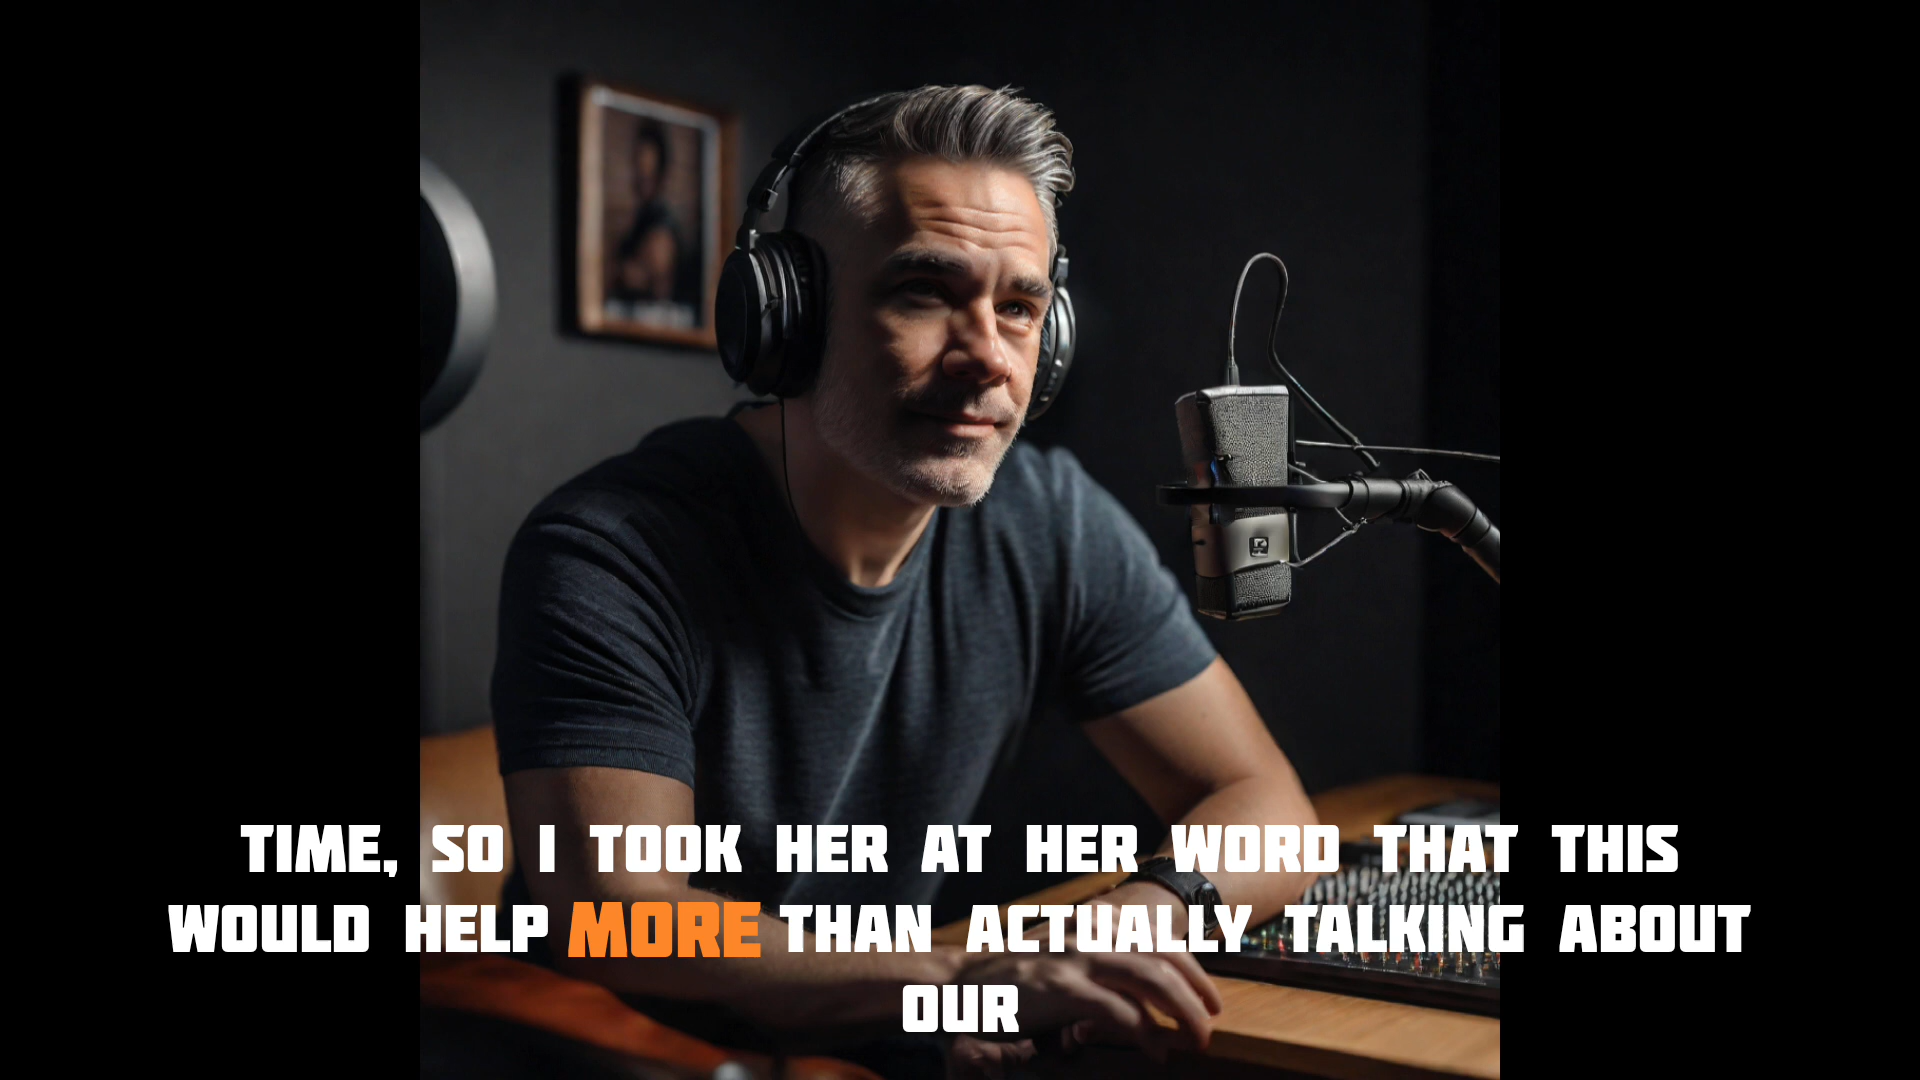 TIME, SO I TOOK HER AT HER WORD THAT THIS
WOULD HELP MORE THAN ACTUALLY TALKING ABOUT
OUR